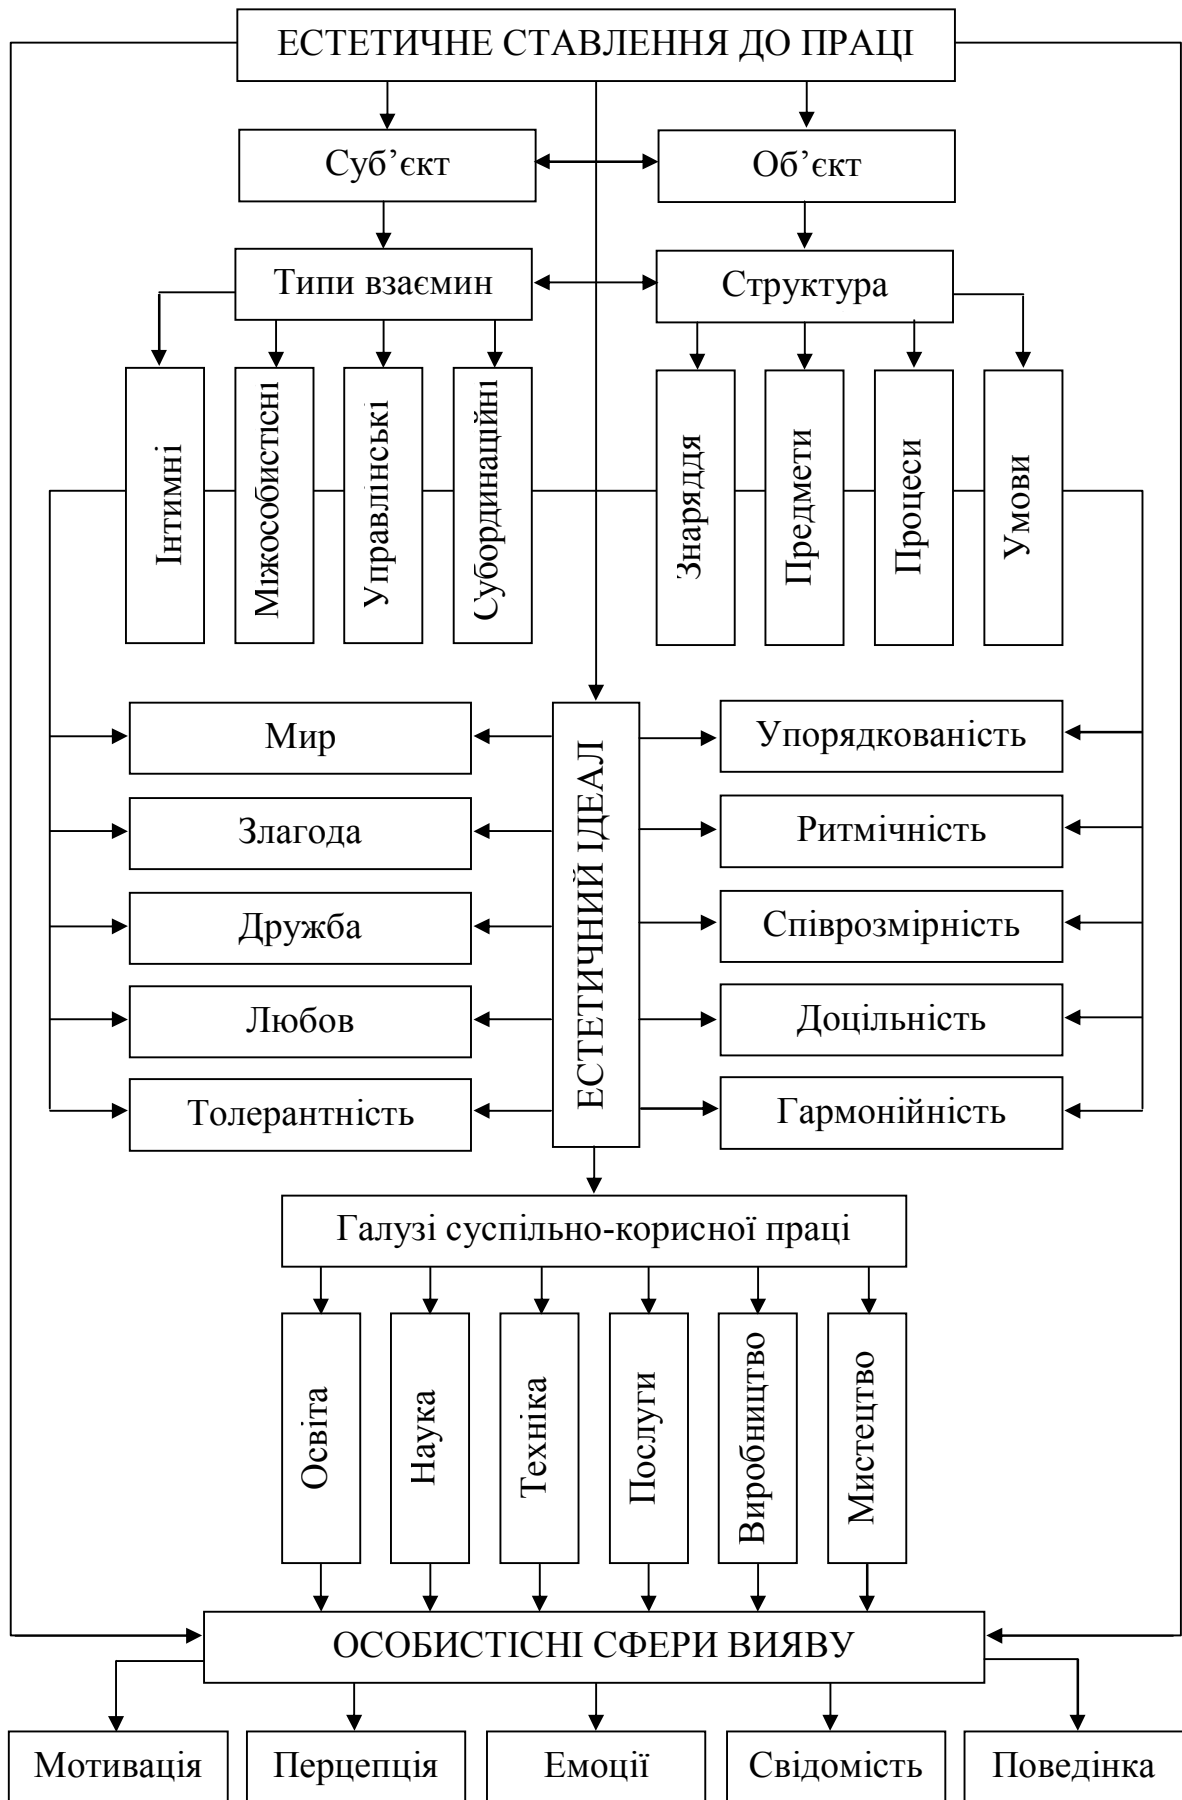 ЕСТЕТИЧНЕ СТАВЛЕННЯ ДО ПРАЦІ
Суб’єкт
Об’єкт
Типи взаємин
Структура
Інтимні
Міжособистісні
Управлінські
Субординаційні
Знаряддя
Предмети
Процеси
Умови
ЕСТЕТИЧНИЙ ІДЕАЛ
Мир
Упорядкованість
Злагода
Ритмічність
Дружба
Співрозмірність
Любов
Доцільність
Толерантність
Гармонійність
Галузі суспільно-корисної праці
Освіта
Наука
Техніка
Послуги
Виробництво
Мистецтво
ОСОБИСТІСНІ СФЕРИ ВИЯВУ
Мотивація
Перцепція
Емоції
Свідомість
Поведінка